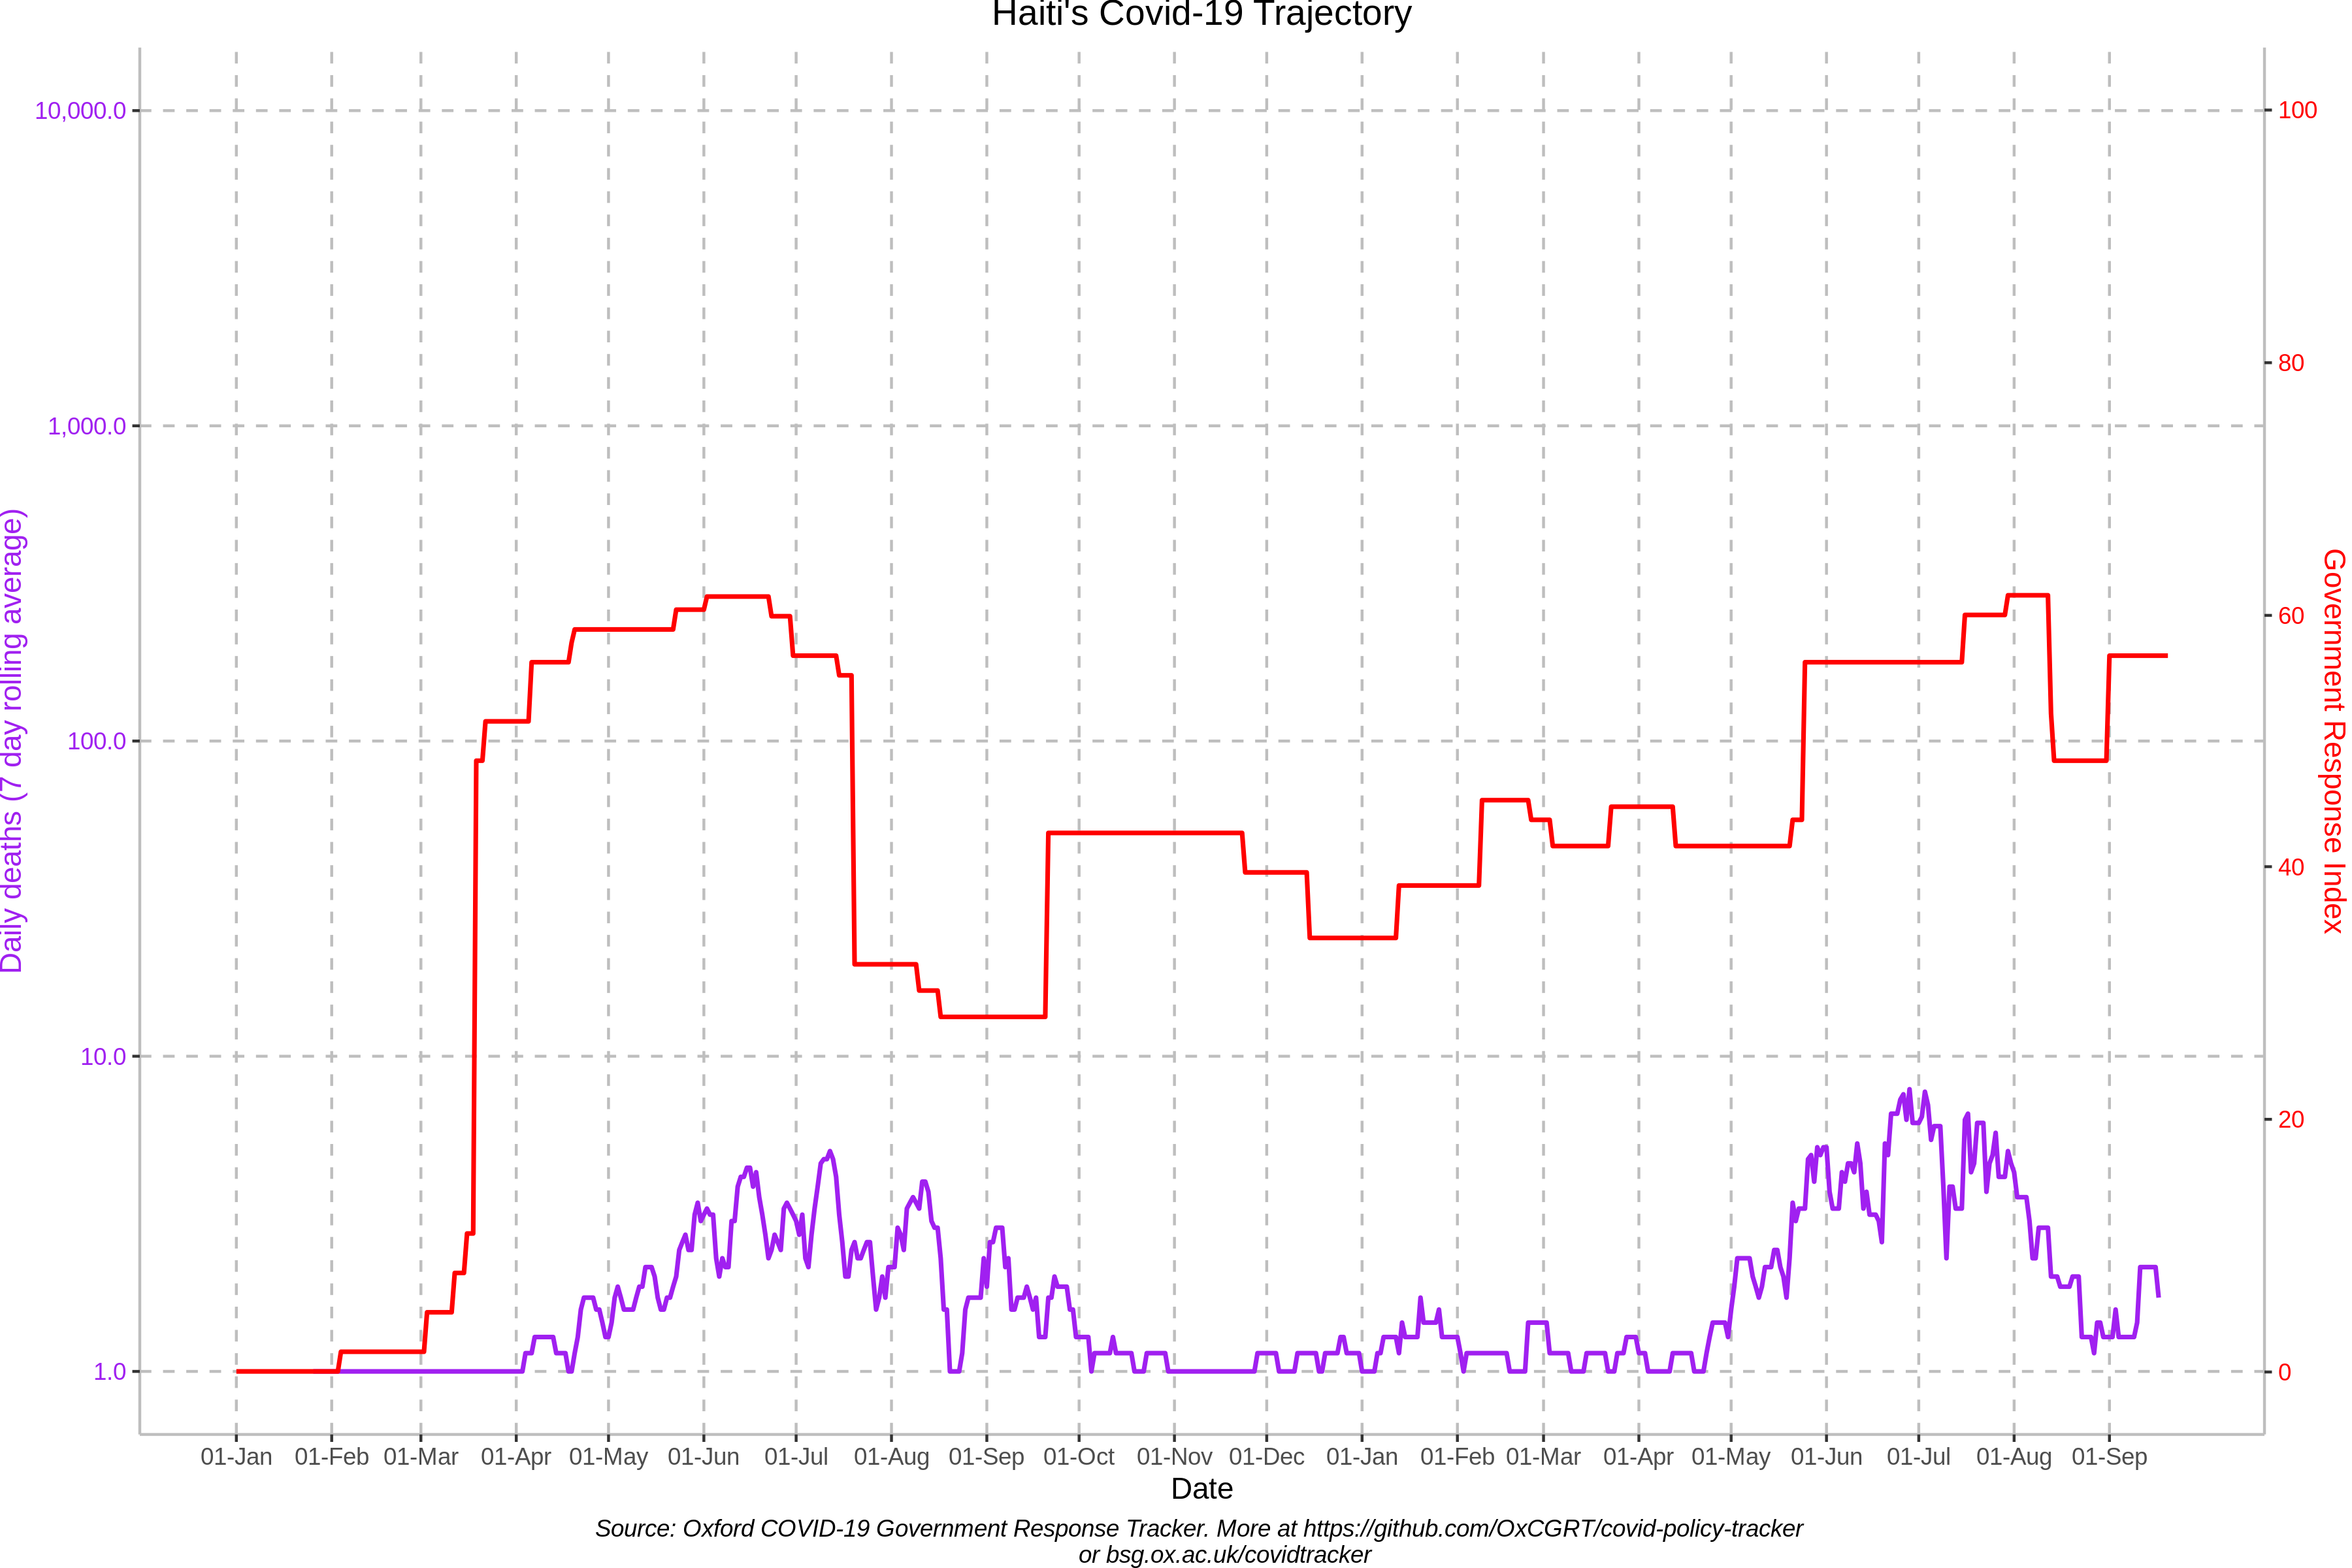 Haiti's Covid-19 Trajectory
10,000.0
1,000.0
100.0
10.0
1.0
Daily deaths (7 day rolling average)
100
80
60
40
20
0
Government Response Index
01-Jan 01-Feb 01-Mar 01-Apr 01-May 01-Jun 01-Jul 01-Aug 01-Sep 01-Oct 01-Nov 01-Dec 01-Jan 01-Feb 01-Mar 01-Apr 01-May 01-Jun 01-Jul 01-Aug 01-Sep
Date
Source: Oxford COVID-19 Government Response Tracker. More at https://github.com/OxCGRT/covid-policy-tracker
or bsg.ox.ac.uk/covidtracker